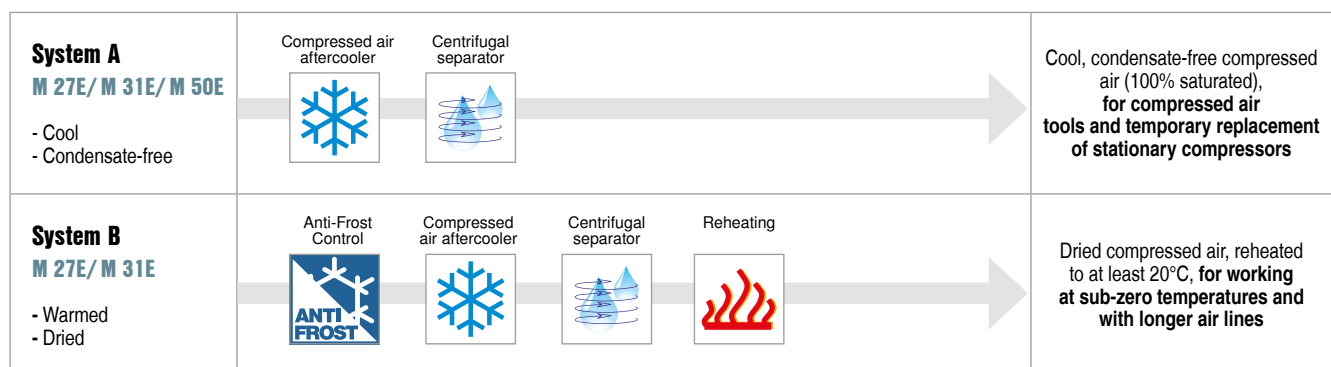 System A
M 27E/ M 31E/ M 50E
- Cool
- Condensate-free
Compressed air
aftercooler
Centrifugal
separator
Cool, condensate-free compressed
air (100% saturated),
for compressed air
tools and temporary replacement
of stationary compressors
System B
M 27E/ M 31E
- Warmed
- Dried
Anti-Frost
Control
ANTI
FROST
Compressed
air aftercooler
Centrifugal
separator
Reheating
Dried compressed air, reheated
to at least 20°C, for working
at sub-zero temperatures and
with longer air lines